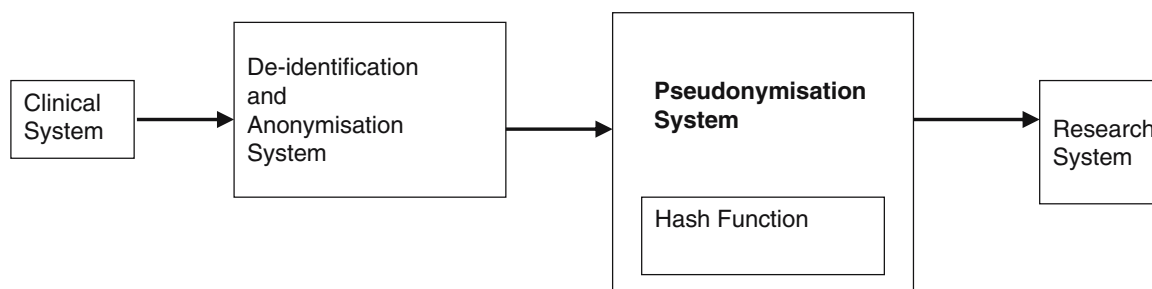 Clinical
System
De-identification
and
Anonymisation
System
Pseudonymisation
System
Hash Function
Research
System